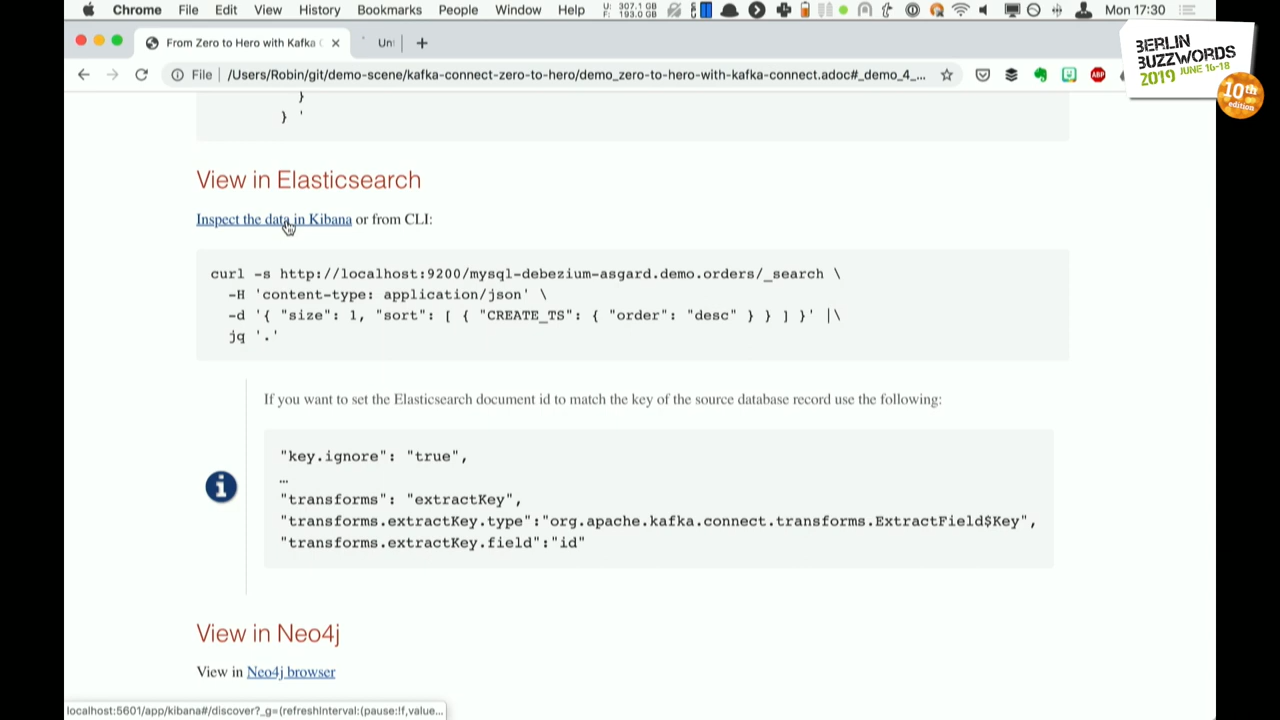 Chrome File Edit View History Bookmarks People Window Help U: 307.1 GB F: 193.0 GB Mon 17:30
From Zero to Hero with Kafka Un
File /Users/Robin/git/demo-scene/kafka-connect-zero-to-hero/demo_zero-to-hero-with-kafka-connect.adoc#_demo_4_... ABP
BERLIN
BUZZWORDS
2019 JUNE 16-18
10th
edition
}
} '
View in Elasticsearch
Inspect the data in Kibana or from CLI:
curl -s http://localhost:9200/mysql-debezium-asgard.demo.orders/_search \
-H 'content-type: application/json' \
-d '{ "size": 1, "sort": [ { "CREATE_TS": { "order": "desc" } } ] }' |\
jq '.'
If you want to set the Elasticsearch document id to match the key of the source database record use the following:
"key.ignore": "true",
…
"transforms": "extractKey",
"transforms.extractKey.type":"org.apache.kafka.connect.transforms.ExtractField$Key",
"transforms.extractKey.field":"id"
View in Neo4j
View in Neo4j browser
localhost:5601/app/kibana#/discover?_g=(refreshInterval:(pause:!f,value...